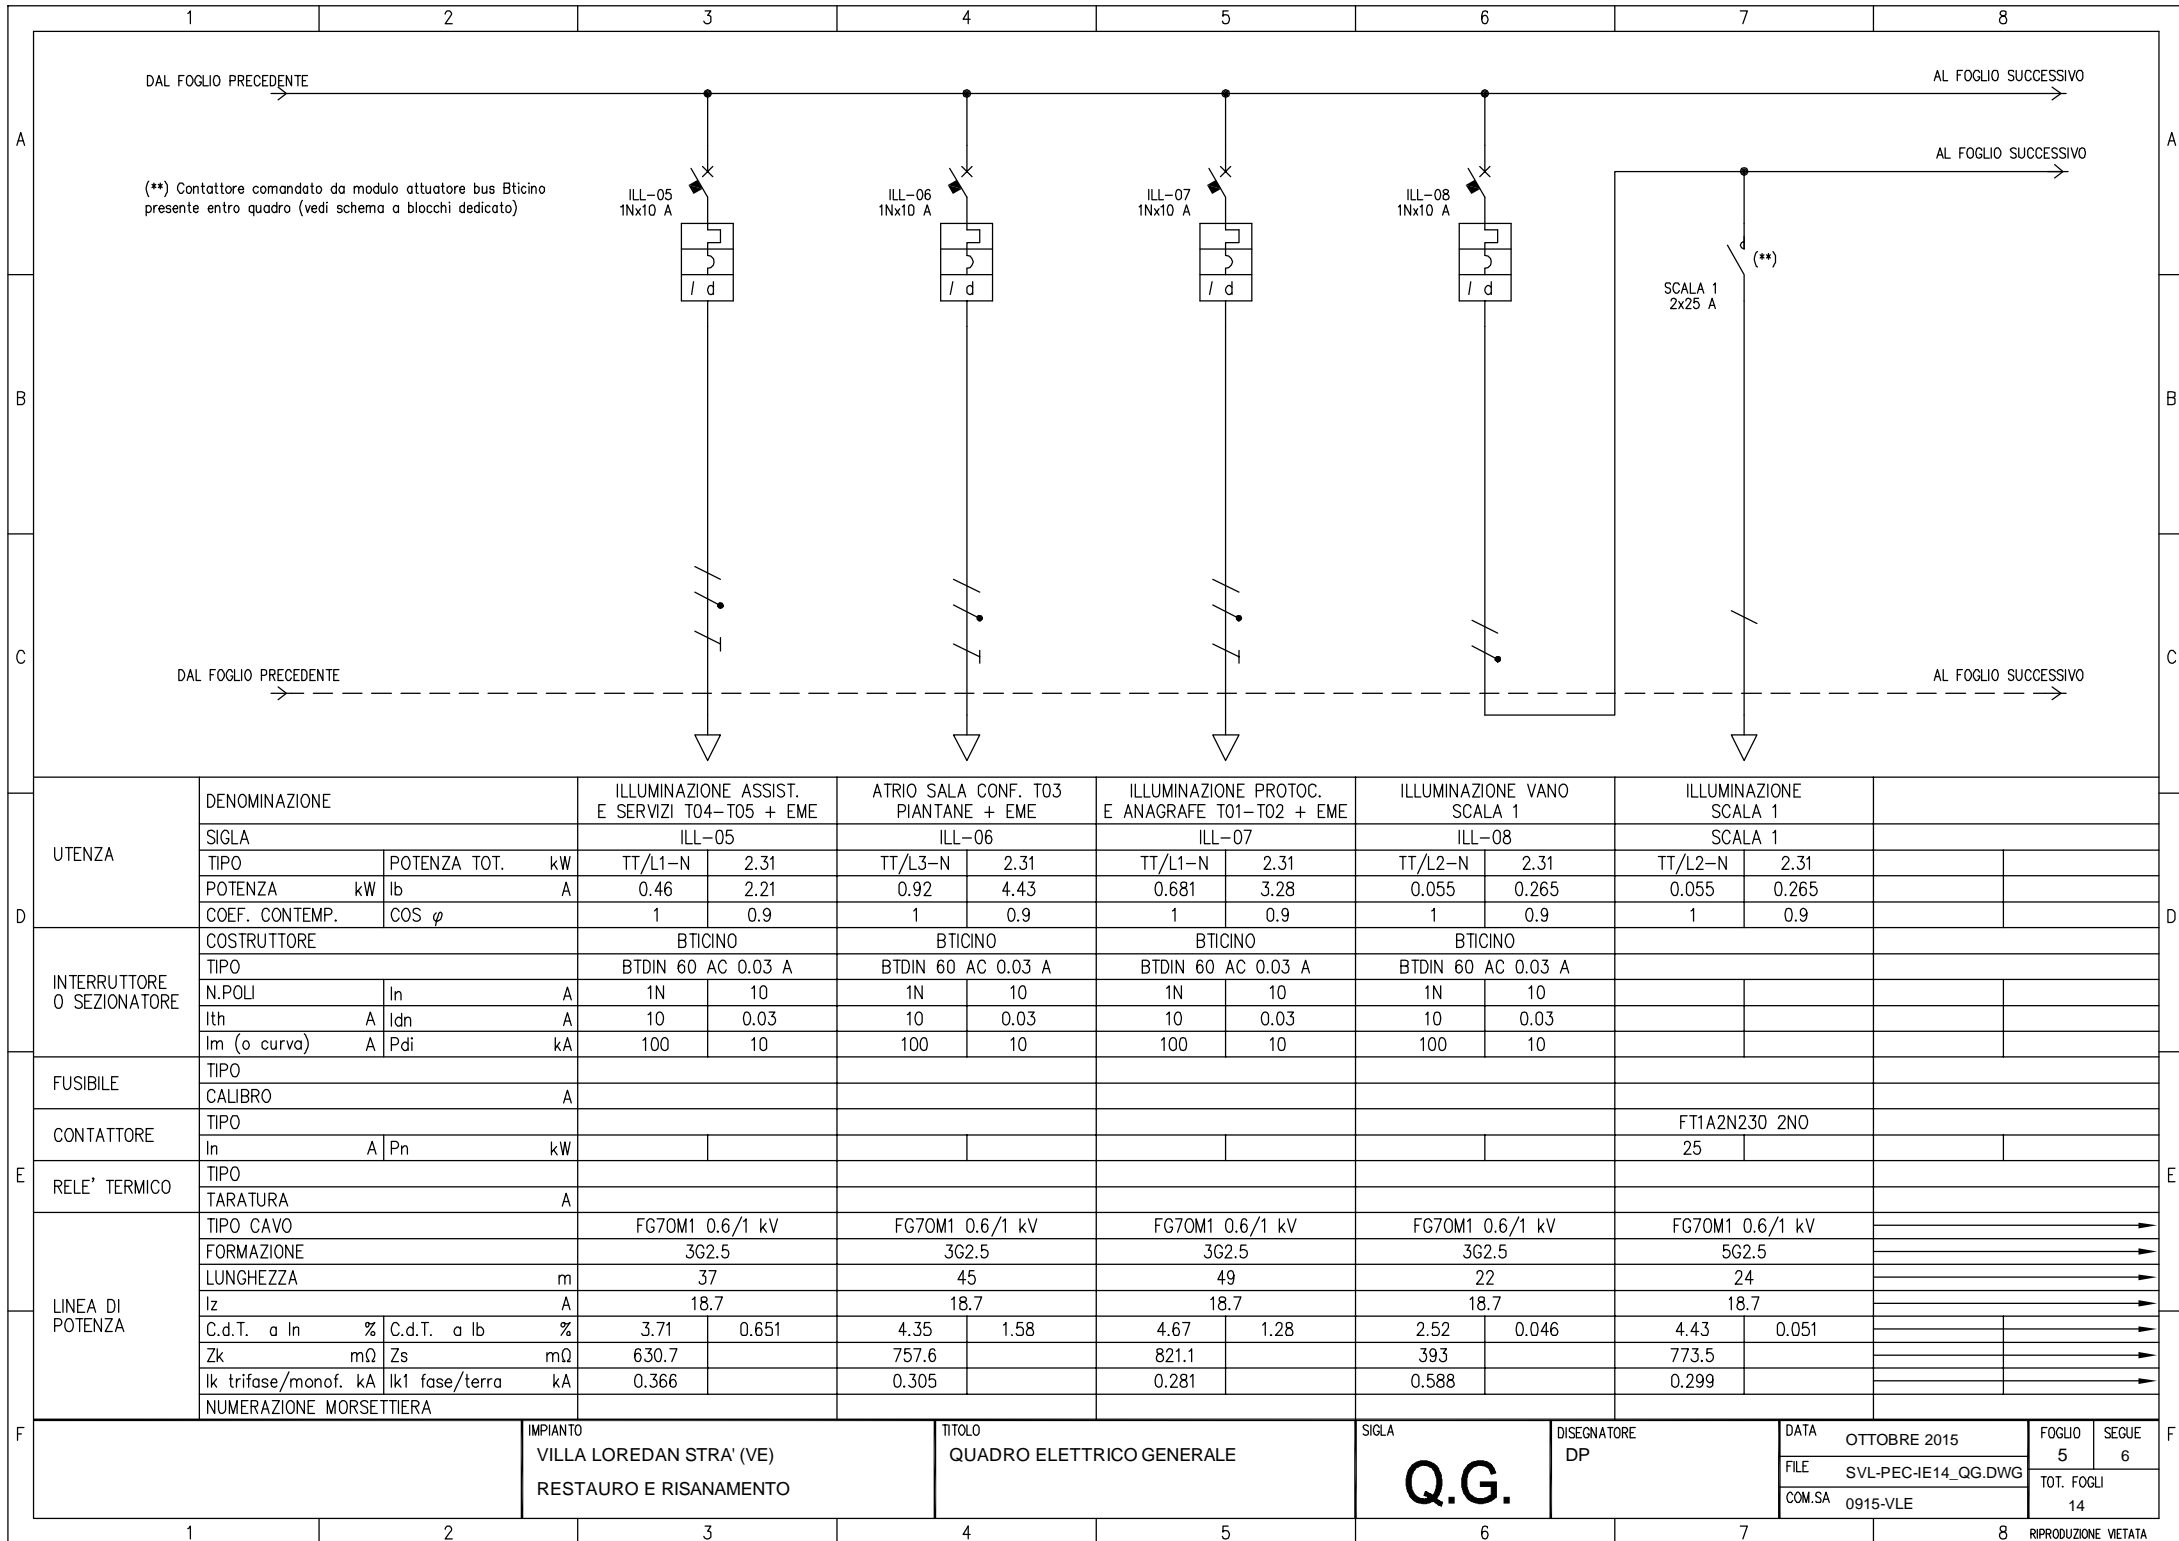 1 2 3 4 5 6 7 8
DAL FOGLIO PRECEDENTE
AL FOGLIO SUCCESSIVO
A A
AL FOGLIO SUCCESSIVO
(**) Contattore comandato da modulo attuatore bus Bticino
presente entro quadro (vedi schema a blocchi dedicato)
ILL-05
1Nx10 A
ILL-06
1Nx10 A
ILL-07
1Nx10 A
ILL-08
1Nx10 A
(**)
I d I d I d I d
SCALA 1
2x25 A
B B
C C
DAL FOGLIO PRECEDENTE
AL FOGLIO SUCCESSIVO
UTENZA
DENOMINAZIONE
ILLUMINAZIONE ASSIST.
E SERVIZI T04-T05 + EME
ATRIO SALA CONF. T03
PIANTANE + EME
ILLUMINAZIONE PROTOC.
E ANAGRAFE T01-T02 + EME
ILLUMINAZIONE VANO
SCALA 1
ILLUMINAZIONE
SCALA 1
SIGLA ILL-05 ILL-06 ILL-07 ILL-08 SCALA 1
TIPO POTENZA TOT. kW TT/L1-N 2.31 TT/L3-N 2.31 TT/L1-N 2.31 TT/L2-N 2.31 TT/L2-N 2.31
POTENZA kW Ib A 0.46 2.21 0.92 4.43 0.681 3.28 0.055 0.265 0.055 0.265
D COEF. CONTEMP. COS φ 1 0.9 1 0.9 1 0.9 1 0.9 1 0.9 D
INTERRUTTORE
O SEZIONATORE
COSTRUTTORE BTICINO BTICINO BTICINO BTICINO
TIPO BTDIN 60 AC 0.03 A BTDIN 60 AC 0.03 A BTDIN 60 AC 0.03 A BTDIN 60 AC 0.03 A
N.POLI In A 1N 10 1N 10 1N 10 1N 10
Ith A Idn A 10 0.03 10 0.03 10 0.03 10 0.03
Im (o curva) A Pdi kA 100 10 100 10 100 10 100 10
FUSIBILE
TIPO
CALIBRO A
CONTATTORE
TIPO FT1A2N230 2NO
In A Pn kW 25
E E
RELE' TERMICO
TIPO
TARATURA A
LINEA DI
POTENZA
TIPO CAVO FG7OM1 0.6/1 kV FG7OM1 0.6/1 kV FG7OM1 0.6/1 kV FG7OM1 0.6/1 kV FG7OM1 0.6/1 kV
FORMAZIONE 3G2.5 3G2.5 3G2.5 3G2.5 5G2.5
LUNGHEZZA m 37 45 49 22 24
Iz A 18.7 18.7 18.7 18.7 18.7
C.d.T. a In % C.d.T. a Ib % 3.71 0.651 4.35 1.58 4.67 1.28 2.52 0.046 4.43 0.051
Zk mΩ Zs mΩ 630.7 757.6 821.1 393 773.5
Ik trifase/monof. kA Ik1 fase/terra kA 0.366 0.305 0.281 0.588 0.299
NUMERAZIONE MORSETTIERA
F F
IMPIANTO
VILLA LOREDAN STRA' (VE)
RESTAURO E RISANAMENTO
TITOLO
QUADRO ELETTRICO GENERALE
SIGLA
Q.G.
DISEGNATORE
DP
DATA OTTOBRE 2015
FILE SVL-PEC-IE14_QG.DWG
COM.SA 0915-VLE
FOGLIO
5
SEGUE
6
TOT. FOGLI
14
1 2 3 4 5 6 7 8
RIPRODUZIONE VIETATA